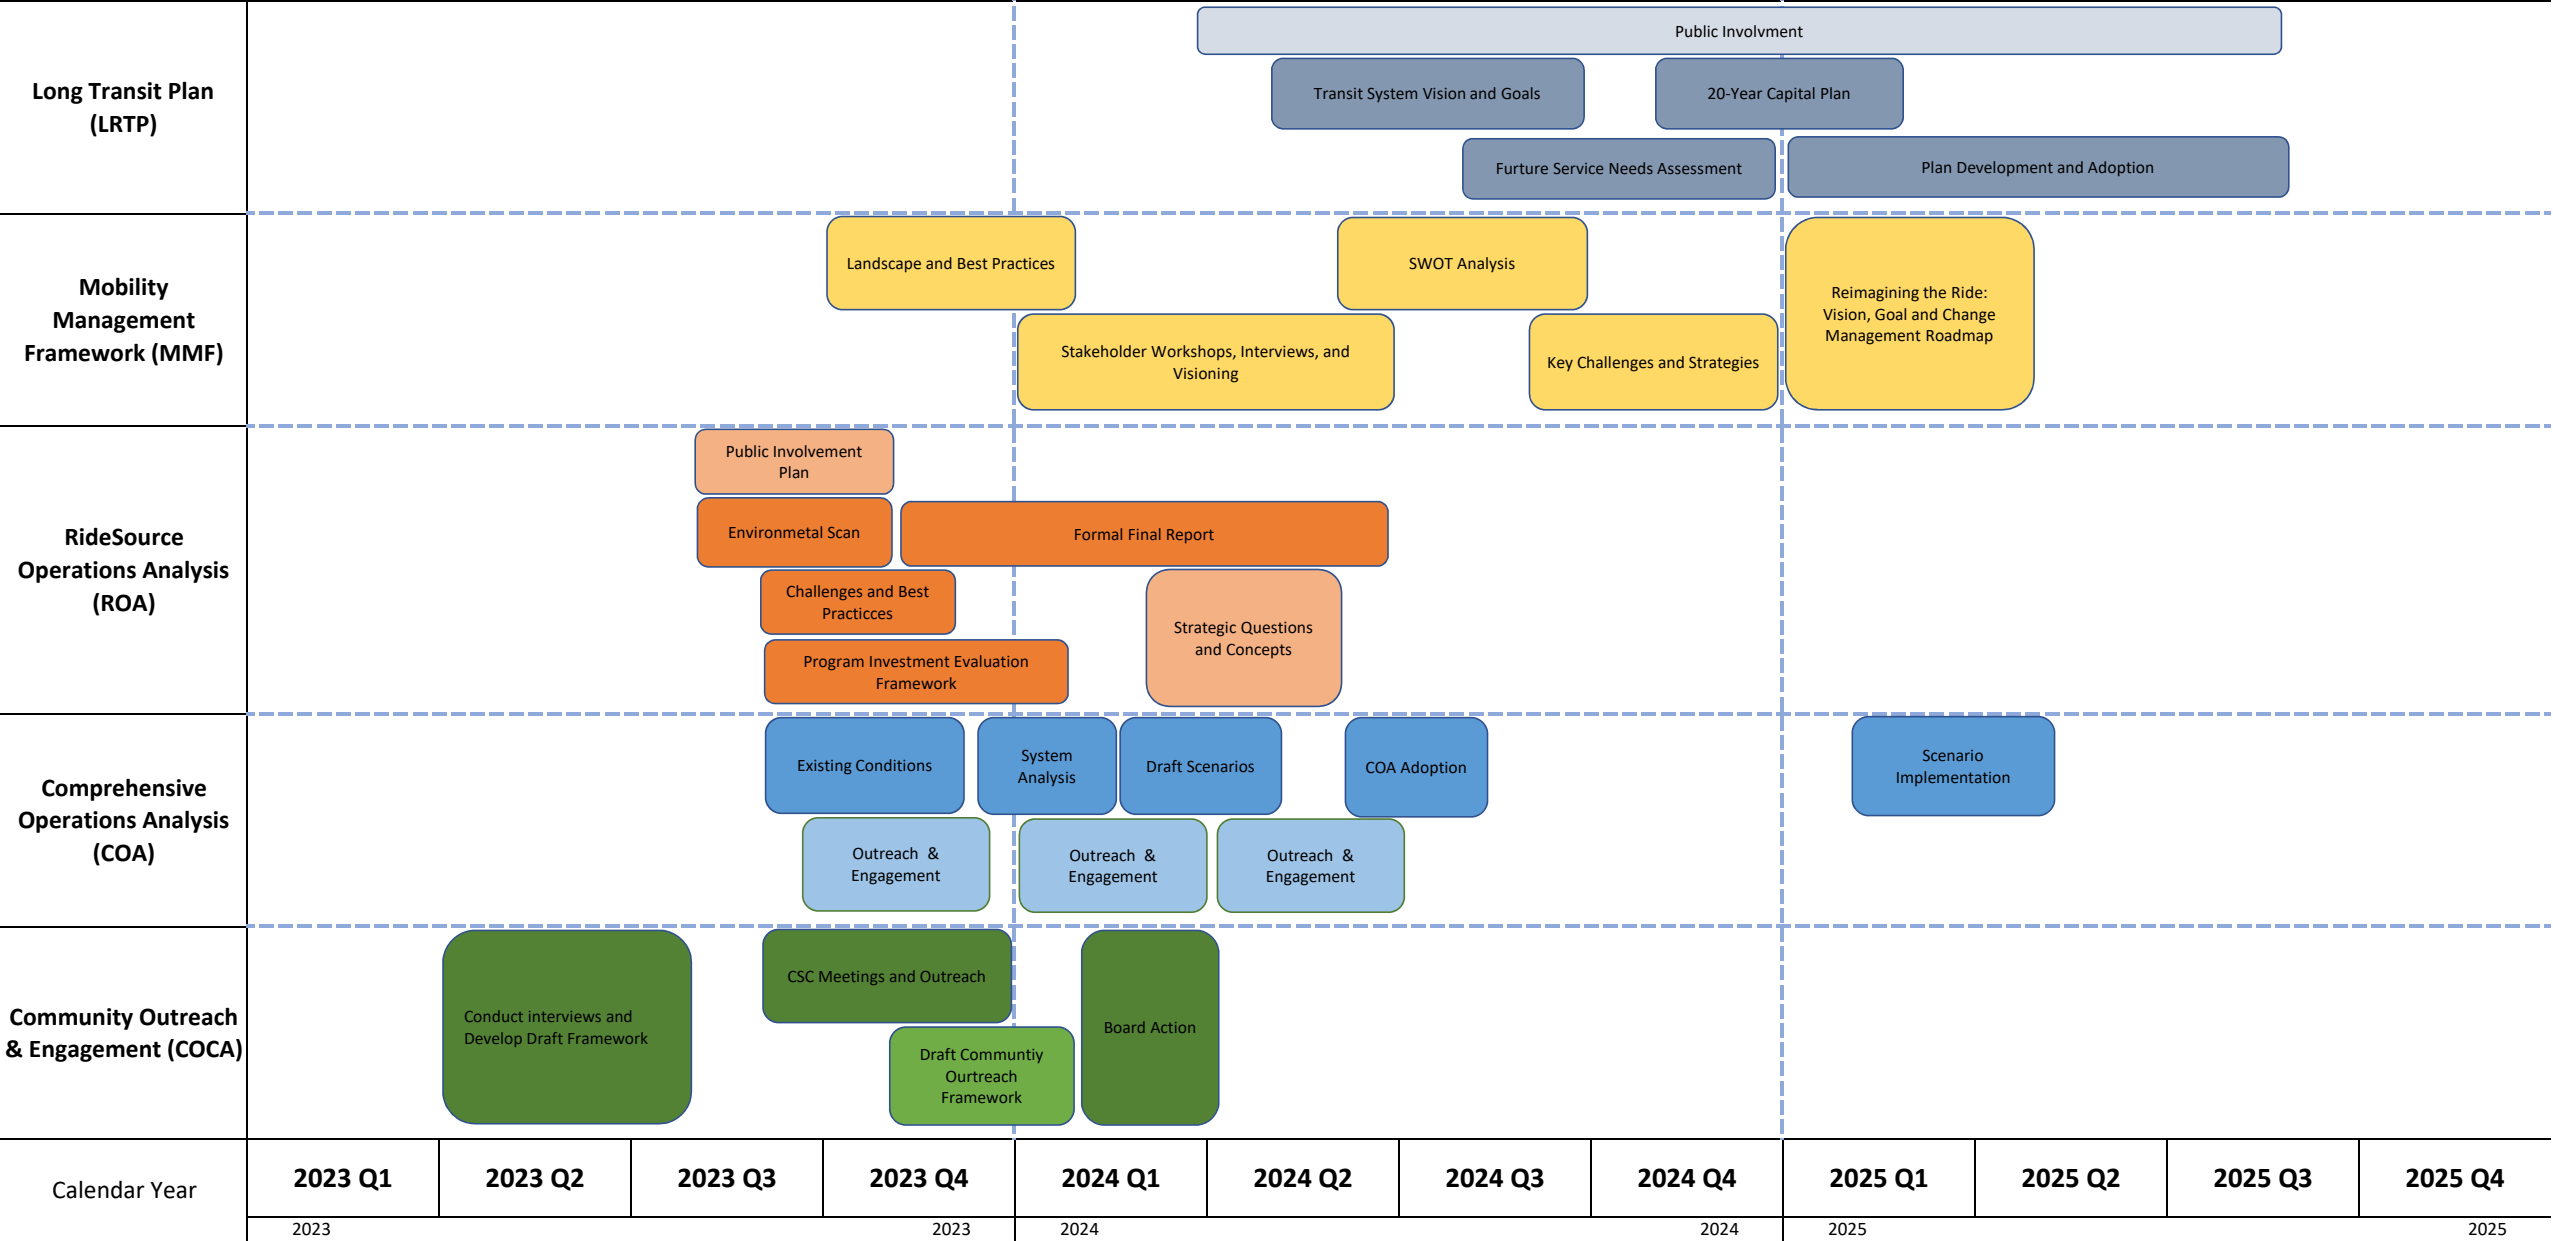 Public Involvment
Long Transit Plan
(LRTP)
Transit System Vision and Goals
20-Year Capital Plan
Furture Service Needs Assessment
Plan Development and Adoption
Mobility
Management
Framework (MMF)
Landscape and Best Practices
SWOT Analysis
Reimagining the Ride:
Vision, Goal and Change
Management Roadmap
Stakeholder Workshops, Interviews, and
Visioning
Key Challenges and Strategies
RideSource
Operations Analysis
(ROA)
Public Involvement
Plan
Environmetal Scan
Formal Final Report
Challenges and Best
Practicces
Strategic Questions
and Concepts
Program Investment Evaluation
Framework
Comprehensive
Operations Analysis
(COA)
Existing Conditions
System
Analysis
Draft Scenarios
COA Adoption
Scenario
Implementation
Outreach &
Engagement
Outreach &
Engagement
Outreach &
Engagement
Community Outreach
& Engagement (COCA)
Conduct interviews and
Develop Draft Framework
CSC Meetings and Outreach
Draft Communtiy
Ourtreach
Framework
Board Action
Calendar Year
2023 Q1
2023 Q2
2023 Q3
2023 Q4
2024 Q1
2024 Q2
2024 Q3
2024 Q4
2025 Q1
2025 Q2
2025 Q3
2025 Q4
2023
2023
2024
2024
2025
2025